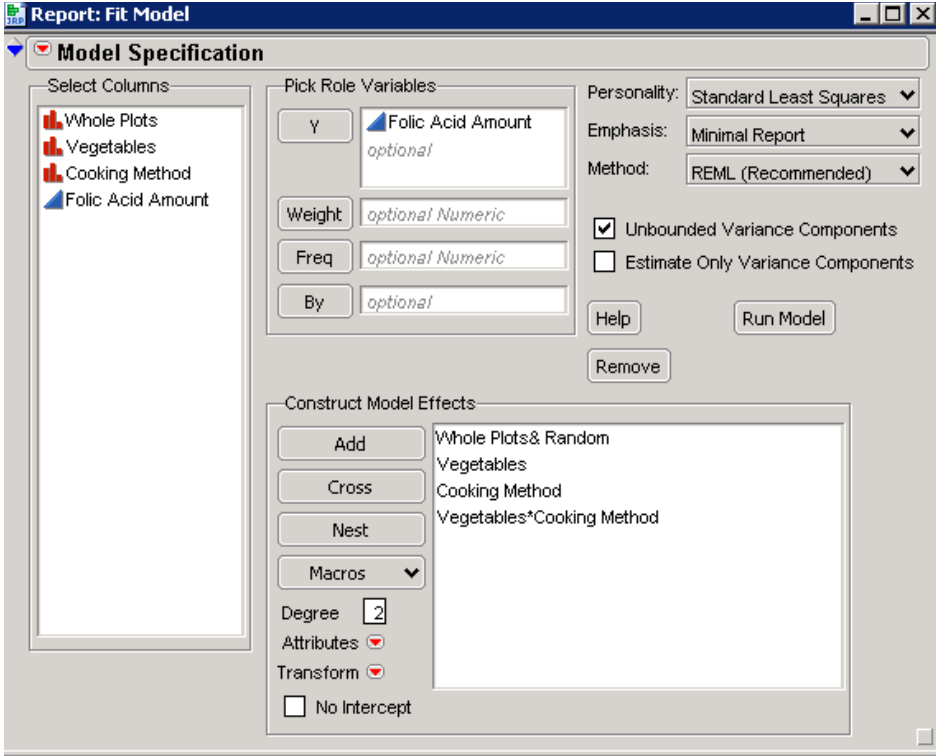 Report: Fit Model
Model Specification
Select Columns
Whole Plots
Vegetables
Cooking Method
Folic Acid Amount
Pick Role Variables
Y
Folic Acid Amount
optional
Weight
optional Numeric
Freq
optional Numeric
By
optional
Personality: Standard Least Squares
Emphasis: Minimal Report
Method: REML (Recommended)
Unbounded Variance Components
Estimate Only Variance Components
Help
Run Model
Remove
Construct Model Effects
Add
Cross
Nest
Macros
Degree 2
Attributes
Transform
No Intercept
Whole Plots& Random
Vegetables
Cooking Method
Vegetables*Cooking Method